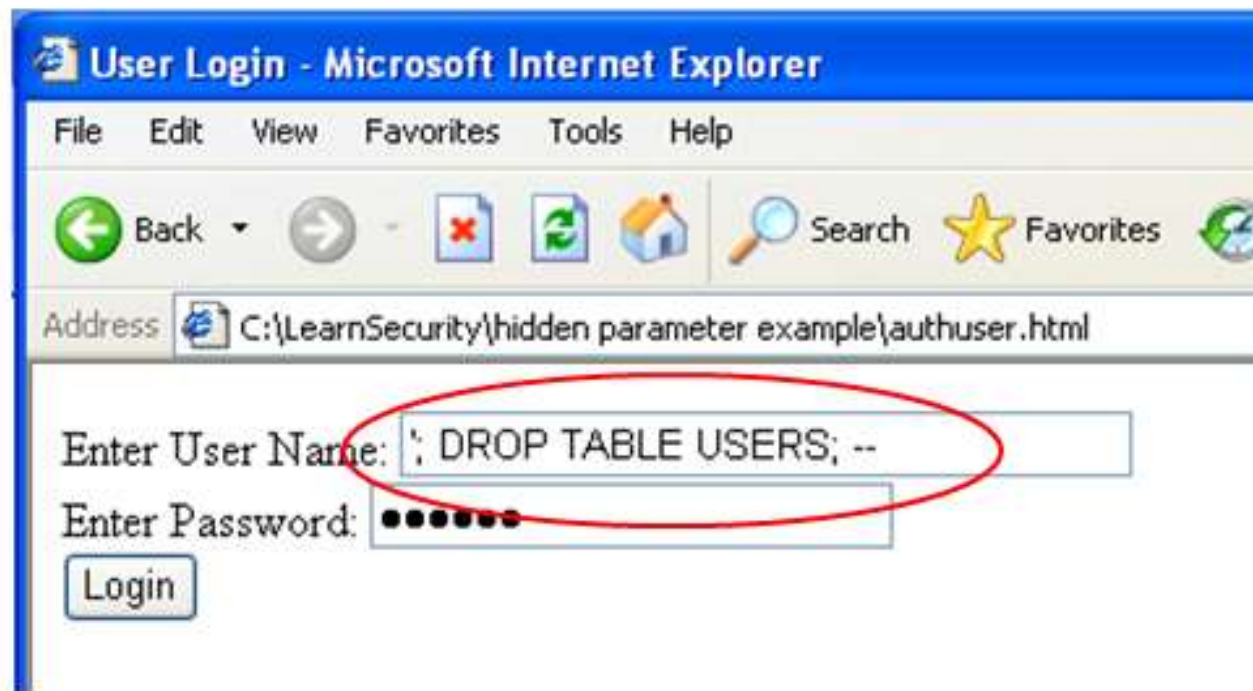 User Login - Microsoft Internet Explorer
File Edit View Favorites Tools Help
Back Search Favorites
Address C:\LearnSecurity\hidden parameter example\authuser.html
Enter User Name: '; DROP TABLE USERS; --
Enter Password: ••••••
Login